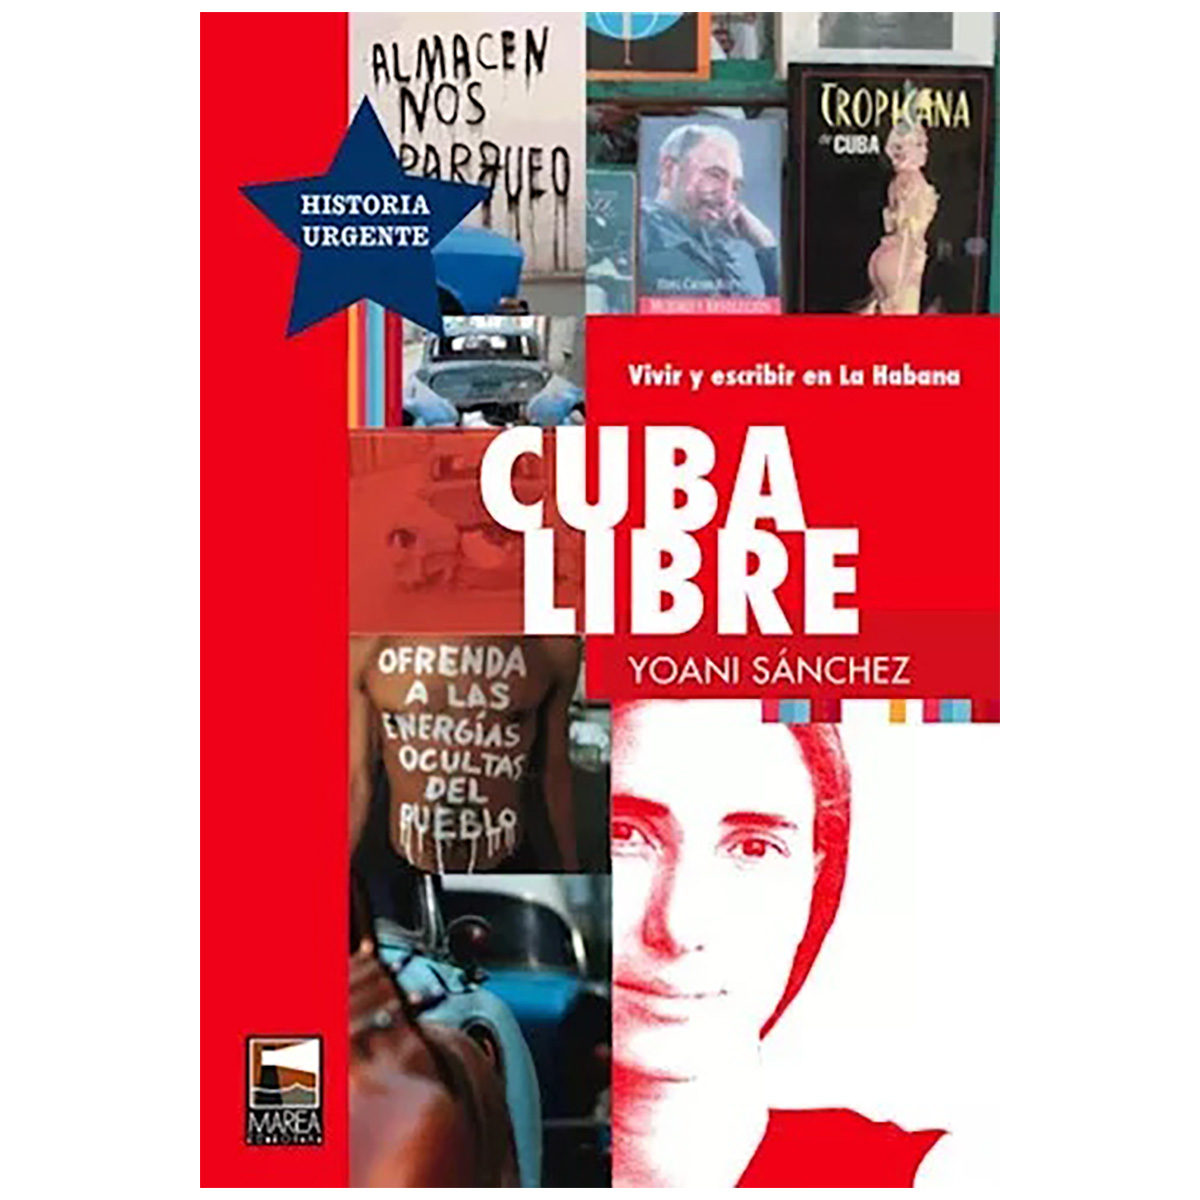 ALMACEN
NOS
PARQUEO
HISTORIA
URGENTE
TROPICANA
de CUBA
Vivir y escribir en La Habana
CUBA
LIBRE
YOANI SÁNCHEZ
OFRENDA
A LAS
ENERGÍAS
OCULTAS
DEL
PUEBLO
MAREA